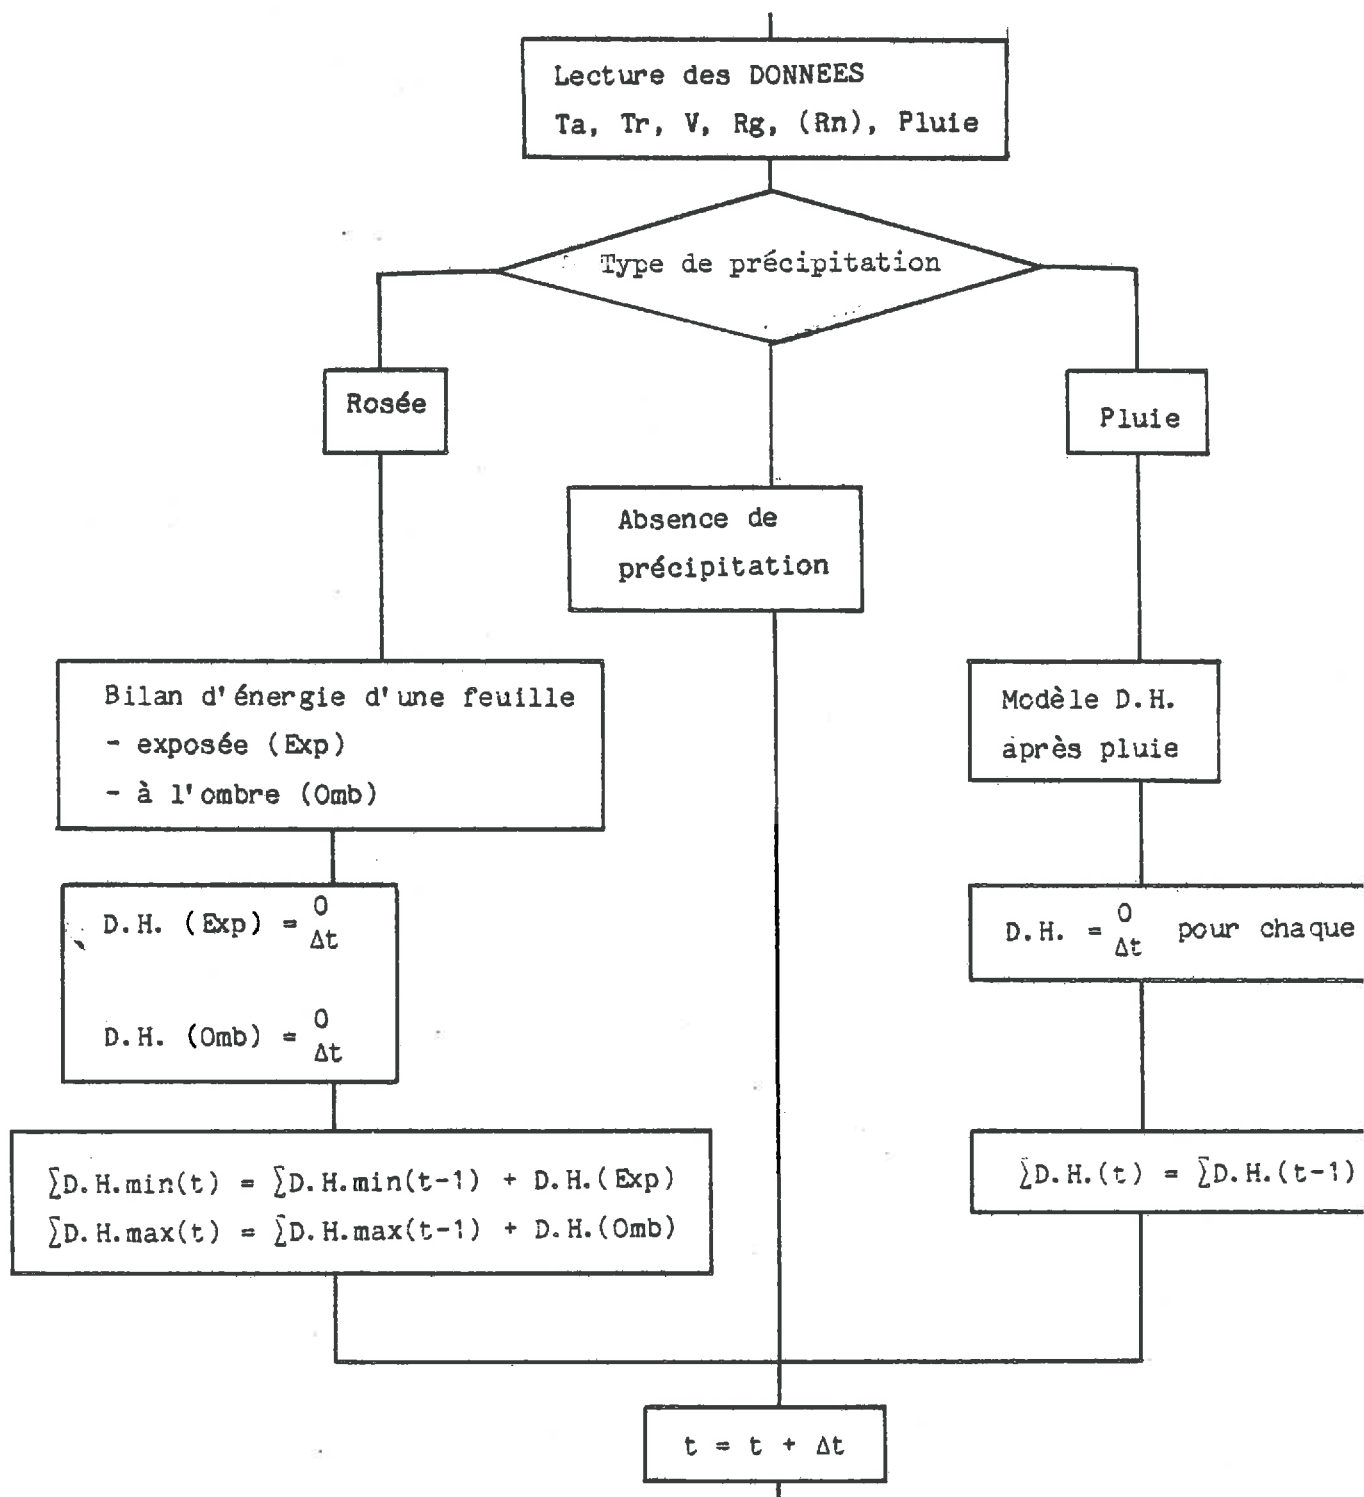 Lecture des DONNEES
Ta, Tr, V, Rg, (Rn), Pluie
Type de précipitation
Rosée
Pluie
Absence de
précipitation
Bilan d'énergie d'une feuille
- exposée (Exp)
- à l'ombre (Omb)
Modèle D.H.
après pluie
D.H. (Exp) = 0
Δt
D.H. (Omb) = 0
Δt
D.H. = 0 pour chaque
Δt
∑D.H.min(t) = ∑D.H.min(t-1) + D.H.(Exp)
∑D.H.max(t) = ∑D.H.max(t-1) + D.H.(Omb)
∑D.H.(t) = ∑D.H.(t-1)
t = t + Δt